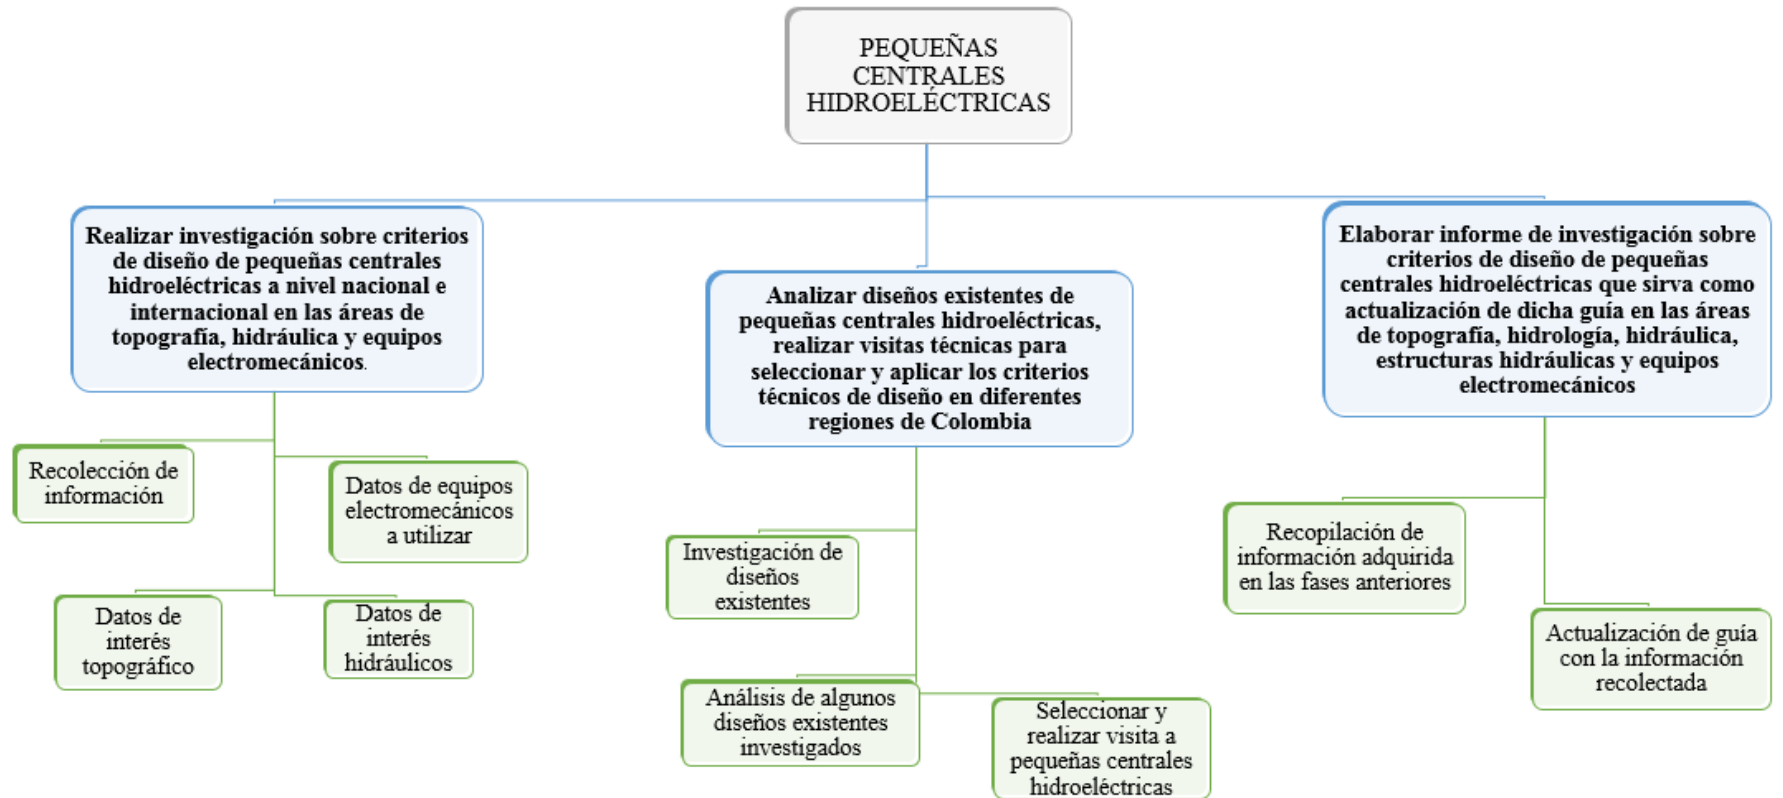 PEQUEÑAS
CENTRALES
HIDROELÉCTRICAS
Realizar investigación sobre criterios
de diseño de pequeñas centrales
hidroeléctricas a nivel nacional e
internacional en las áreas de
topografía, hidráulica y equipos
electromecánicos.
Recolección de
información
Datos de equipos
electromecánicos
a utilizar
Datos de
interés
topográfico
Datos de
interés
hidráulicos
Analizar diseños existentes de
pequeñas centrales hidroeléctricas,
realizar visitas técnicas para
seleccionar y aplicar los criterios
técnicos de diseño en diferentes
regiones de Colombia
Investigación de
diseños
existentes
Análisis de algunos
diseños existentes
investigados
Seleccionar y
realizar visita a
pequeñas centrales
hidroeléctricas
Elaborar informe de investigación sobre
criterios de diseño de pequeñas
centrales hidroeléctricas que sirva como
actualización de dicha guía en las áreas
de topografía, hidrología, hidráulica,
estructuras hidráulicas y equipos
electromecánicos
Recopilación de
información adquirida
en las fases anteriores
Actualización de guía
con la información
recolectada